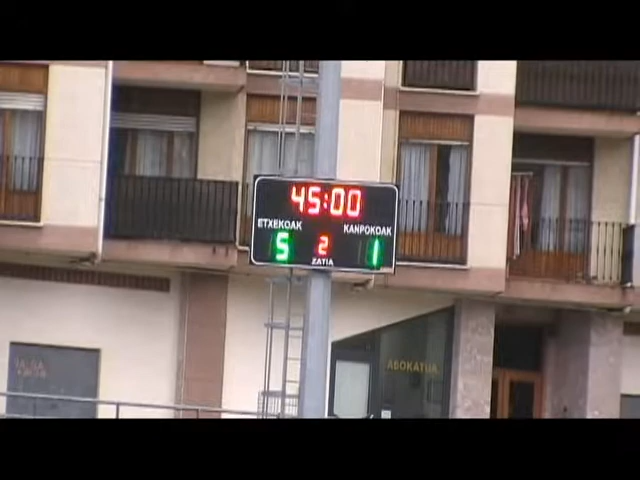 45:00
ETXEKOAK KANPOKOAK
5 2 1
ZATIA
ABOKATUA